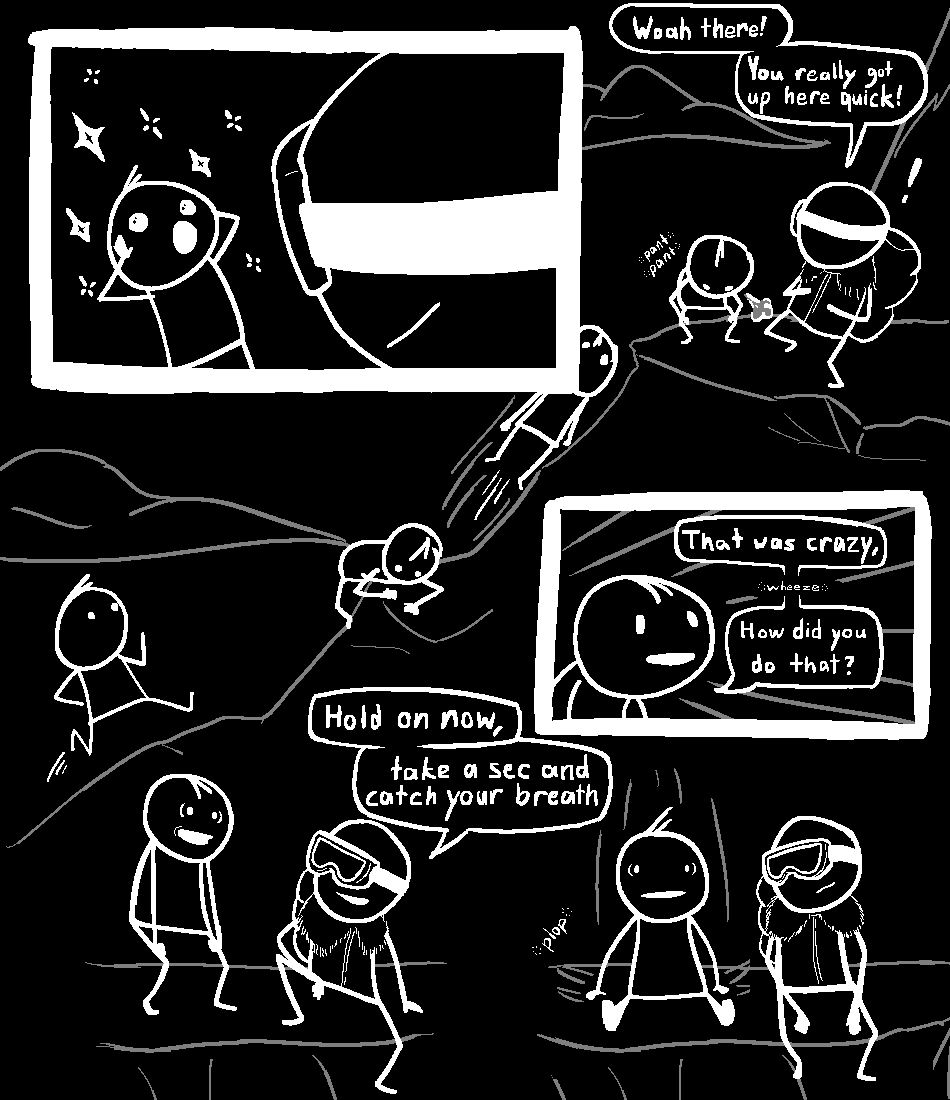 Woah there!
You really got
up here quick!
!
pant
pant
That was crazy,
wheeze
How did you
do that?
Hold on now,
take a sec and
catch your breath
plop